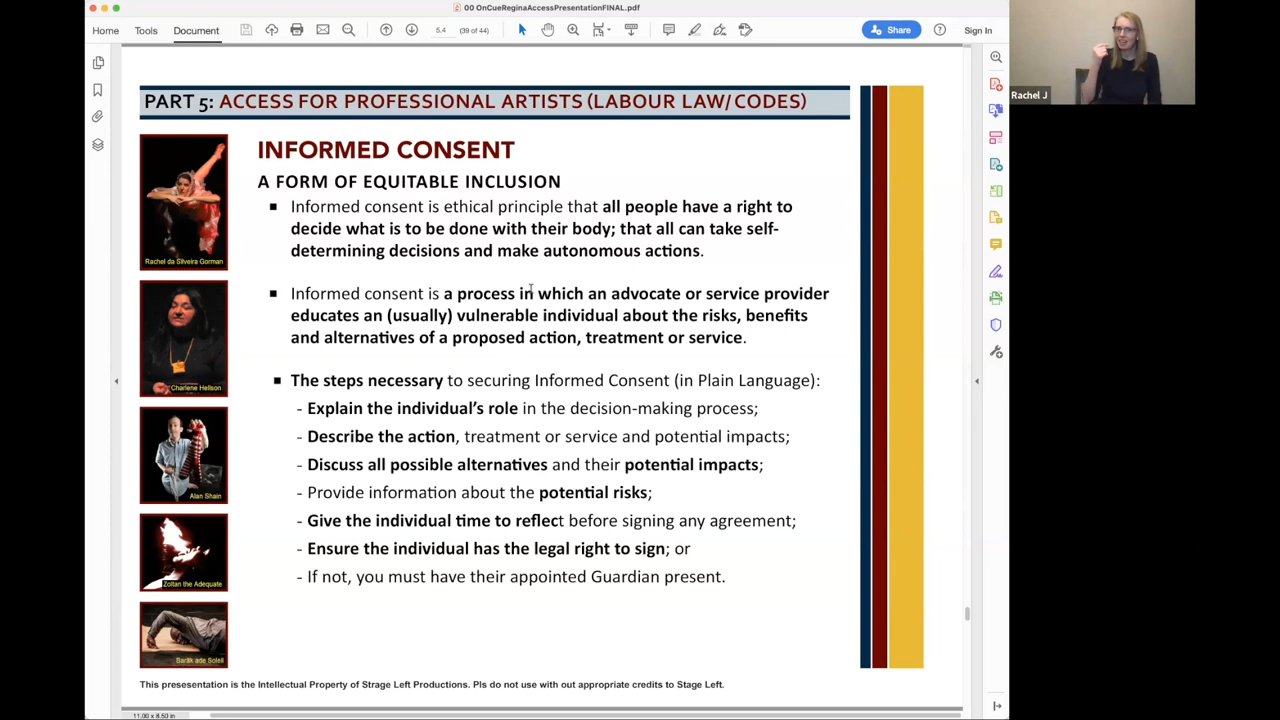 00 OnCueReginaAccessPresentationFINAL.pdf
Home Tools Document 5.4 (39 of 44) Share Sign In
Rachel J
PART 5: ACCESS FOR PROFESSIONAL ARTISTS (LABOUR LAW/CODES)
INFORMED CONSENT
A FORM OF EQUITABLE INCLUSION
Informed consent is ethical principle that all people have a right to
decide what is to be done with their body; that all can take self-
determining decisions and make autonomous actions.
Informed consent is a process in which an advocate or service provider
educates an (usually) vulnerable individual about the risks, benefits
and alternatives of a proposed action, treatment or service.
The steps necessary to securing Informed Consent (in Plain Language):
- Explain the individual's role in the decision-making process;
- Describe the action, treatment or service and potential impacts;
- Discuss all possible alternatives and their potential impacts;
- Provide information about the potential risks;
- Give the individual time to reflect before signing any agreement;
- Ensure the individual has the legal right to sign; or
- If not, you must have their appointed Guardian present.
Rachel da Silveira Gorman
Charlene Hellson
Alan Shain
Zoltan the Adequate
Barak ade Soleil
This presesentation is the Intellectual Property of Strage Left Productions. Pls do not use with out appropriate credits to Stage Left.
11.00 x 8.50 in